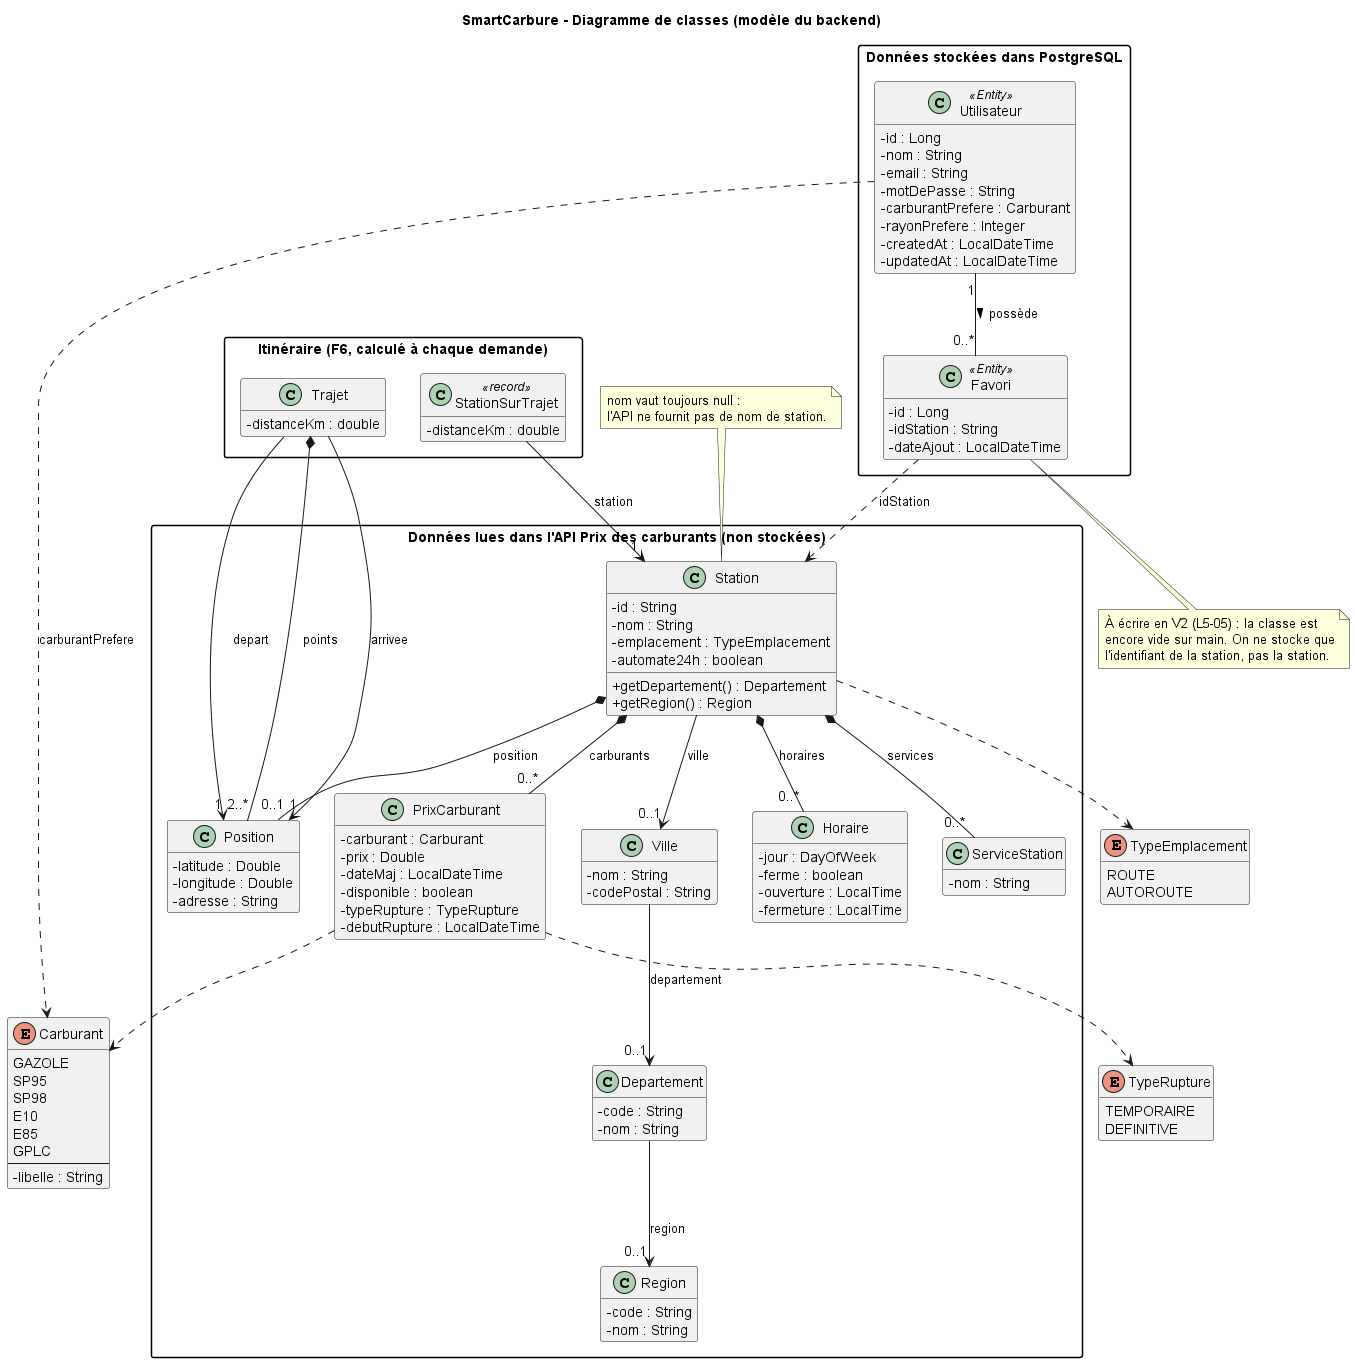 SmartCarbure - Diagramme de classes (modèle du backend)
Données stockées dans PostgreSQL
C
«Entity»
Utilisateur
-id : Long
-nom : String
-email : String
-motDePasse : String
-carburantPrefere : Carburant
-rayonPrefere : Integer
-createdAt : LocalDateTime
-updatedAt : LocalDateTime
1
possède
0..*
C
«Entity»
Favori
-id : Long
-idStation : String
-dateAjout : LocalDateTime
Itinéraire (F6, calculé à chaque demande)
C
Trajet
-distanceKm : double
C
«record»
StationSurTrajet
-distanceKm : double
nom vaut toujours null :
l'API ne fournit pas de nom de station.
station
1
idStation
Données lues dans l'API Prix des carburants (non stockées)
C
Station
-id : String
-nom : String
-emplacement : TypeEmplacement
-automate24h : boolean
+getDepartement() : Departement
+getRegion() : Region
À écrire en V2 (L5-05) : la classe est
encore vide sur main. On ne stocke que
l'identifiant de la station, pas la station.
carburantPrefere
depart
points
arrivee
position
carburants
ville
horaires
services
1
2..*
0..1
1
0..*
0..1
0..*
0..*
C
Position
-latitude : Double
-longitude : Double
-adresse : String
C
PrixCarburant
-carburant : Carburant
-prix : Double
-dateMaj : LocalDateTime
-disponible : boolean
-typeRupture : TypeRupture
-debutRupture : LocalDateTime
C
Ville
-nom : String
-codePostal : String
C
Horaire
-jour : DayOfWeek
-ferme : boolean
-ouverture : LocalTime
-fermeture : LocalTime
C
ServiceStation
-nom : String
E
TypeEmplacement
ROUTE
AUTOROUTE
departement
0..1
E
Carburant
GAZOLE
SP95
SP98
E10
E85
GPLC
-libelle : String
C
Departement
-code : String
-nom : String
E
TypeRupture
TEMPORAIRE
DEFINITIVE
region
0..1
C
Region
-code : String
-nom : String